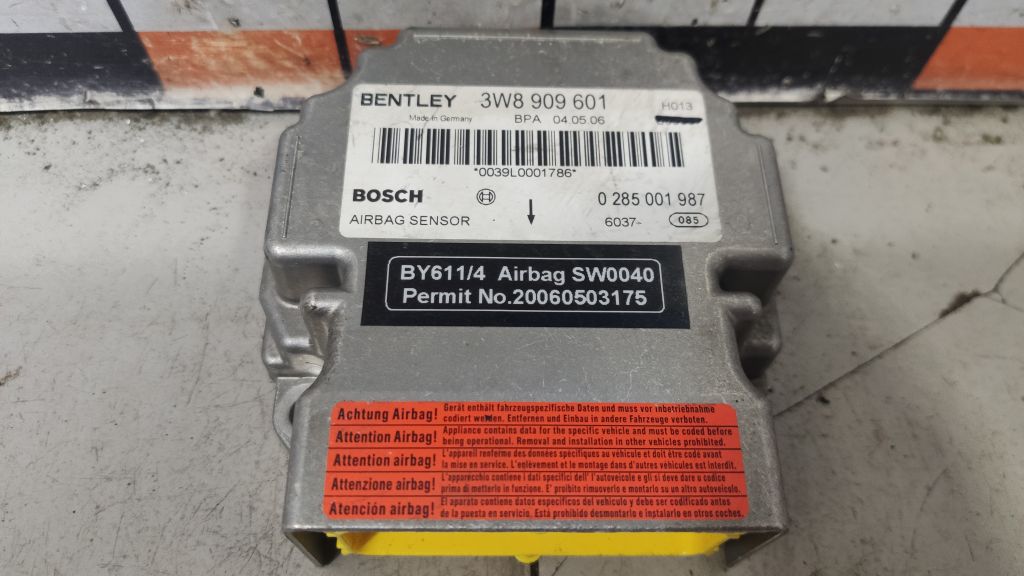 BENTLEY 3W8 909 601 H013
Made in Germany BPA 04.05.06
*0039L0001786*
BOSCH 0 285 001 987
AIRBAG SENSOR 6037- 085
BY611/4 Airbag SW0040
Permit No.20060503175
Achtung Airbag! Gerät enthält fahrzeugspezifische Daten und muss vor Inbetriebnahme
codiert werden. Entfernen und Einbau in andere Fahrzeuge verboten.
Attention Airbag! Appliance contains data for the specific vehicle and must be coded before
being operational. Removal and installation in other vehicles prohibited.
Attention airbag! L'appareil renferme des données spécifiques au véhicule et doit être codé avant
la mise en service. L'enlèvement et le montage dans d'autres véhicules est interdit.
Attenzione airbag! L'apparecchio contiene i dati specifici dell' l'autoveicolo e gli si deve dare u codice
prima di metterlo in funzione. E' proibito rimuoverlo e montarlo su un altro autoveicolo.
Atención airbag! El aparato contiene datos específicos del vehículo y debe ser codificado antes
de la puesta en servicio. Está prohibido desmontarlo e instalarlo en otros coches.